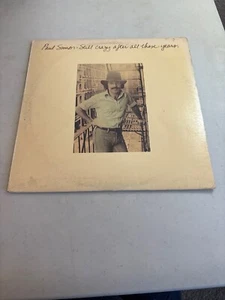 Paul Simon - Still crazy after all these years